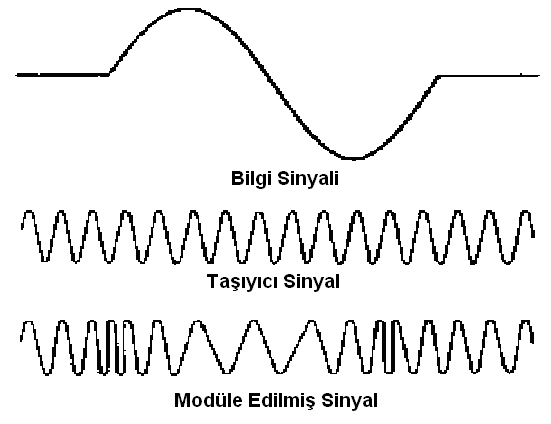 Bilgi Sinyali
Taşıyıcı Sinyal
Modüle Edilmiş Sinyal